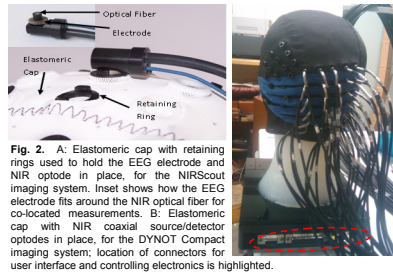 Optical Fiber
Electrode
Elastomeric
Cap
Retaining
Ring
Fig. 2. A: Elastomeric cap with retaining
rings used to hold the EEG electrode and
NIR optode in place, for the NIRScout
imaging system. Inset shows how the EEG
electrode fits around the NIR optical fiber for
co-located measurements. B: Elastomeric
cap with NIR coaxial source/detector
optodes in place, for the DYNOT Compact
imaging system; location of connectors for
user interface and controlling electronics is highlighted.